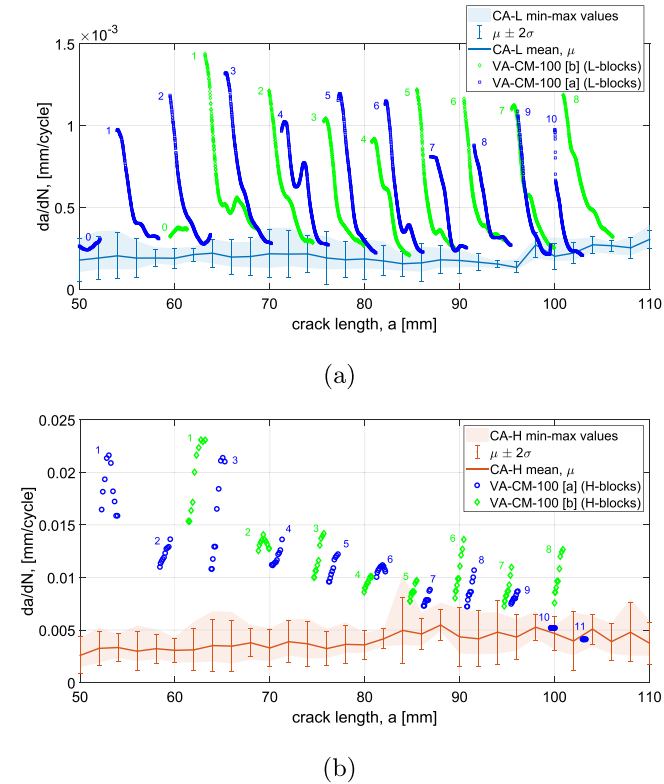 ×10⁻³
CA-L min-max values
μ ± 2σ
CA-L mean, μ
VA-CM-100 [b] (L-blocks)
VA-CM-100 [a] (L-blocks)
1.5
1
0.5
0
da/dN, [mm/cycle]
0 1 2 0 1 3 2 4 3 5 4 6 5 7 6 8 7 9 10 8
50 60 70 80 90 100 110
crack length, a [mm]
(a)
CA-H min-max values
μ ± 2σ
CA-H mean, μ
VA-CM-100 [a] (H-blocks)
VA-CM-100 [b] (H-blocks)
0.025
0.02
0.015
0.01
0.005
0
da/dN, [mm/cycle]
1 2 1 3 2 4 3 5 4 6 5 7 6 8 7 9 8 10 11
50 60 70 80 90 100 110
crack length, a [mm]
(b)